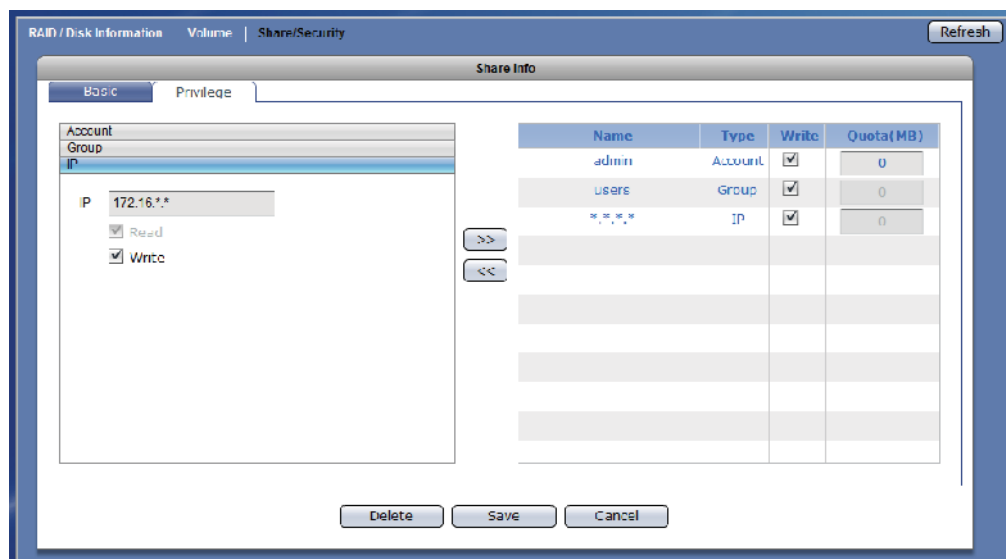 RAID / Disk Information Volume | Share/Security Refresh
Share Info
Basic Privilege
Account
Group
IP
IP 172.16.*.*
Read
Write
>>
<<
Name Type Write Quota(MB)
admin Account 0
users Group 0
*.*.*.* IP 0
Delete Save Cancel